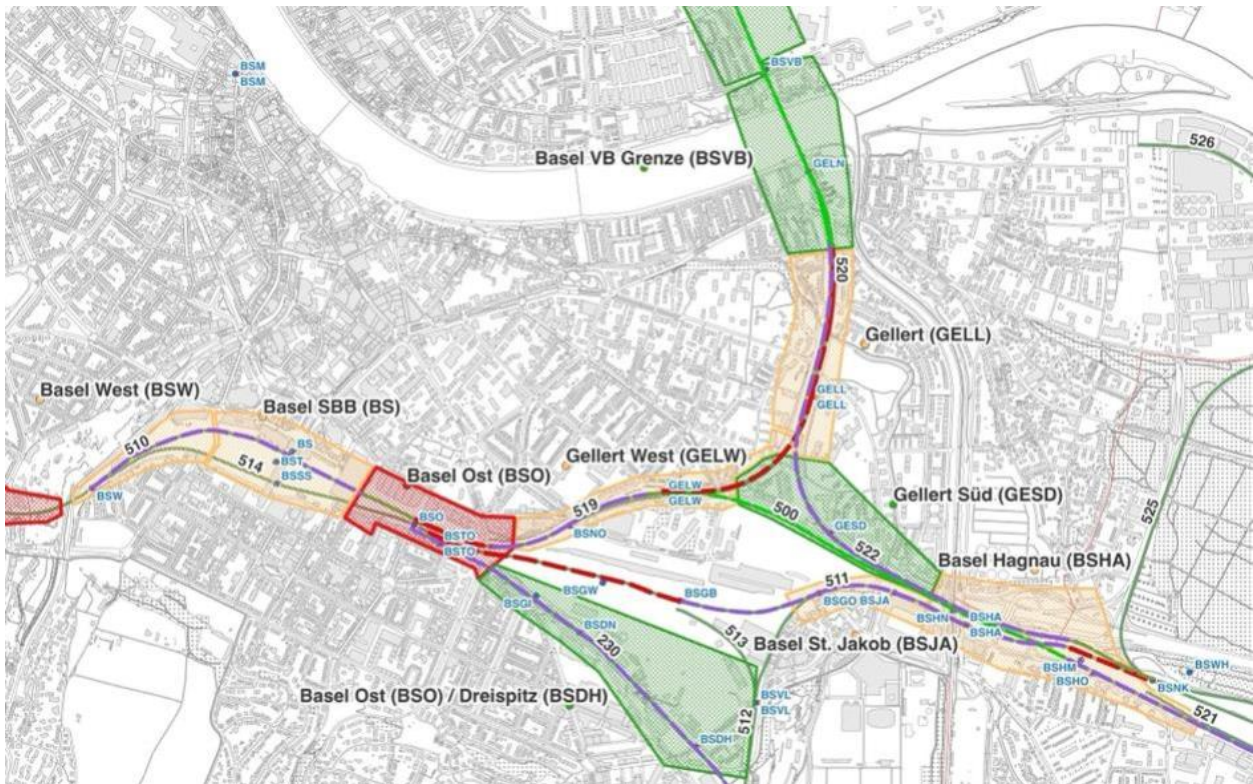 BSM
BSM
BSVB
526
Basel VB Grenze (BSVB)
GELN
520
Gellert (GELL)
Basel West (BSW)
GELL
GELL
Basel SBB (BS)
510
BS
514
BST
BSSS
Gellert West (GELW)
Basel Ost (BSO)
GELW
GELW
BSW
Gellert Süd (GESD)
525
519
500
BSO
GESD
BSTO
BSNO
BSTO
522
Basel Hagnau (BSHA)
511
BSGW
BSGB
BSGI
BSGO BSJA
BSHN
BSHA
BSHA
BSDN
513
Basel St. Jakob (BSJA)
230
BSHM
BSHO
BSWH
BSNK
Basel Ost (BSO) / Dreispitz (BSDH)
BSVL
BSVL
521
512
BSDH